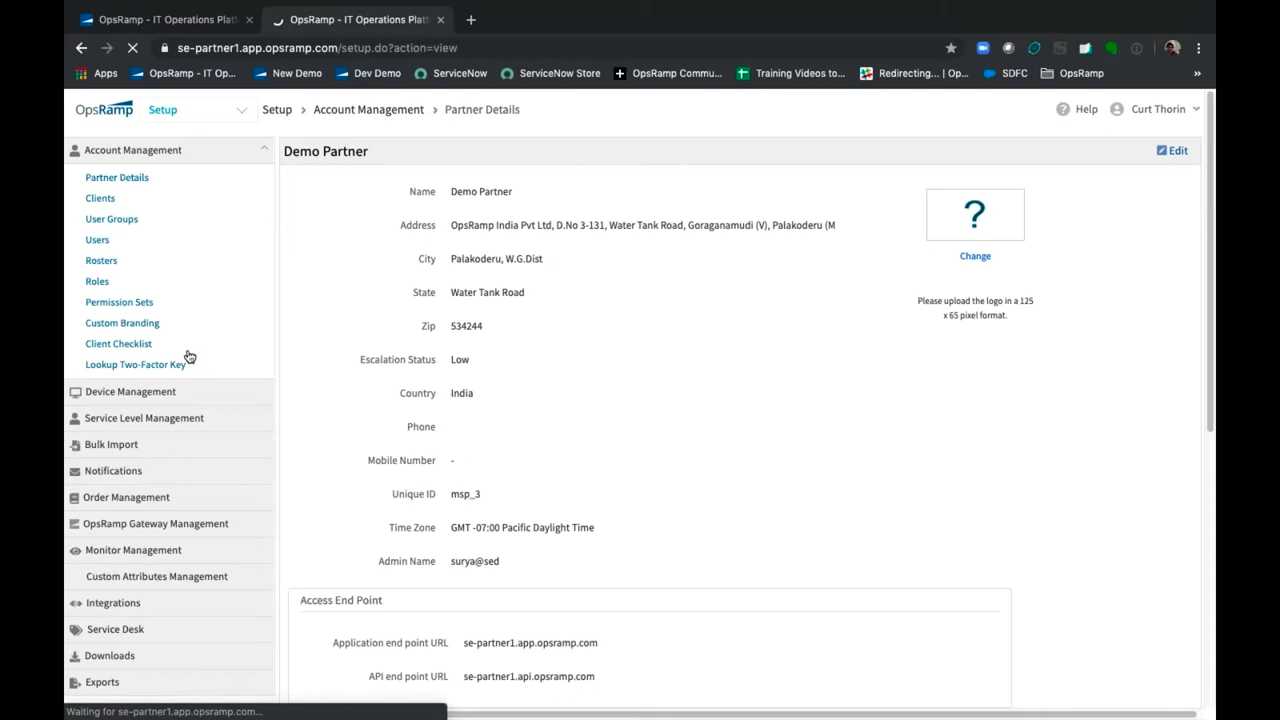 OpsRamp - IT Operations Platf
OpsRamp - IT Operations Platf
se-partner1.app.opsramp.com/setup.do?action=view
Apps
OpsRamp - IT Op...
New Demo
Dev Demo
ServiceNow
ServiceNow Store
OpsRamp Commu...
Training Videos to...
Redirecting... | Op...
SDFC
OpsRamp
»
OpsRamp
Setup
Setup > Account Management > Partner Details
Help
Curt Thorin
Account Management
Partner Details
Clients
User Groups
Users
Rosters
Roles
Permission Sets
Custom Branding
Client Checklist
Lookup Two-Factor Key
Device Management
Service Level Management
Bulk Import
Notifications
Order Management
OpsRamp Gateway Management
Monitor Management
Custom Attributes Management
Integrations
Service Desk
Downloads
Exports
Demo Partner
Edit
Name Demo Partner
Address OpsRamp India Pvt Ltd, D.No 3-131, Water Tank Road, Goraganamudi (V), Palakoderu (M
City Palakoderu, W.G.Dist
State Water Tank Road
Zip 534244
Escalation Status Low
Country India
Phone
Mobile Number -
Unique ID msp_3
Time Zone GMT -07:00 Pacific Daylight Time
Admin Name surya@sed
?
Change
Please upload the logo in a 125
x 65 pixel format.
Access End Point
Application end point URL se-partner1.app.opsramp.com
API end point URL se-partner1.api.opsramp.com
Waiting for se-partner1.app.opsramp.com...